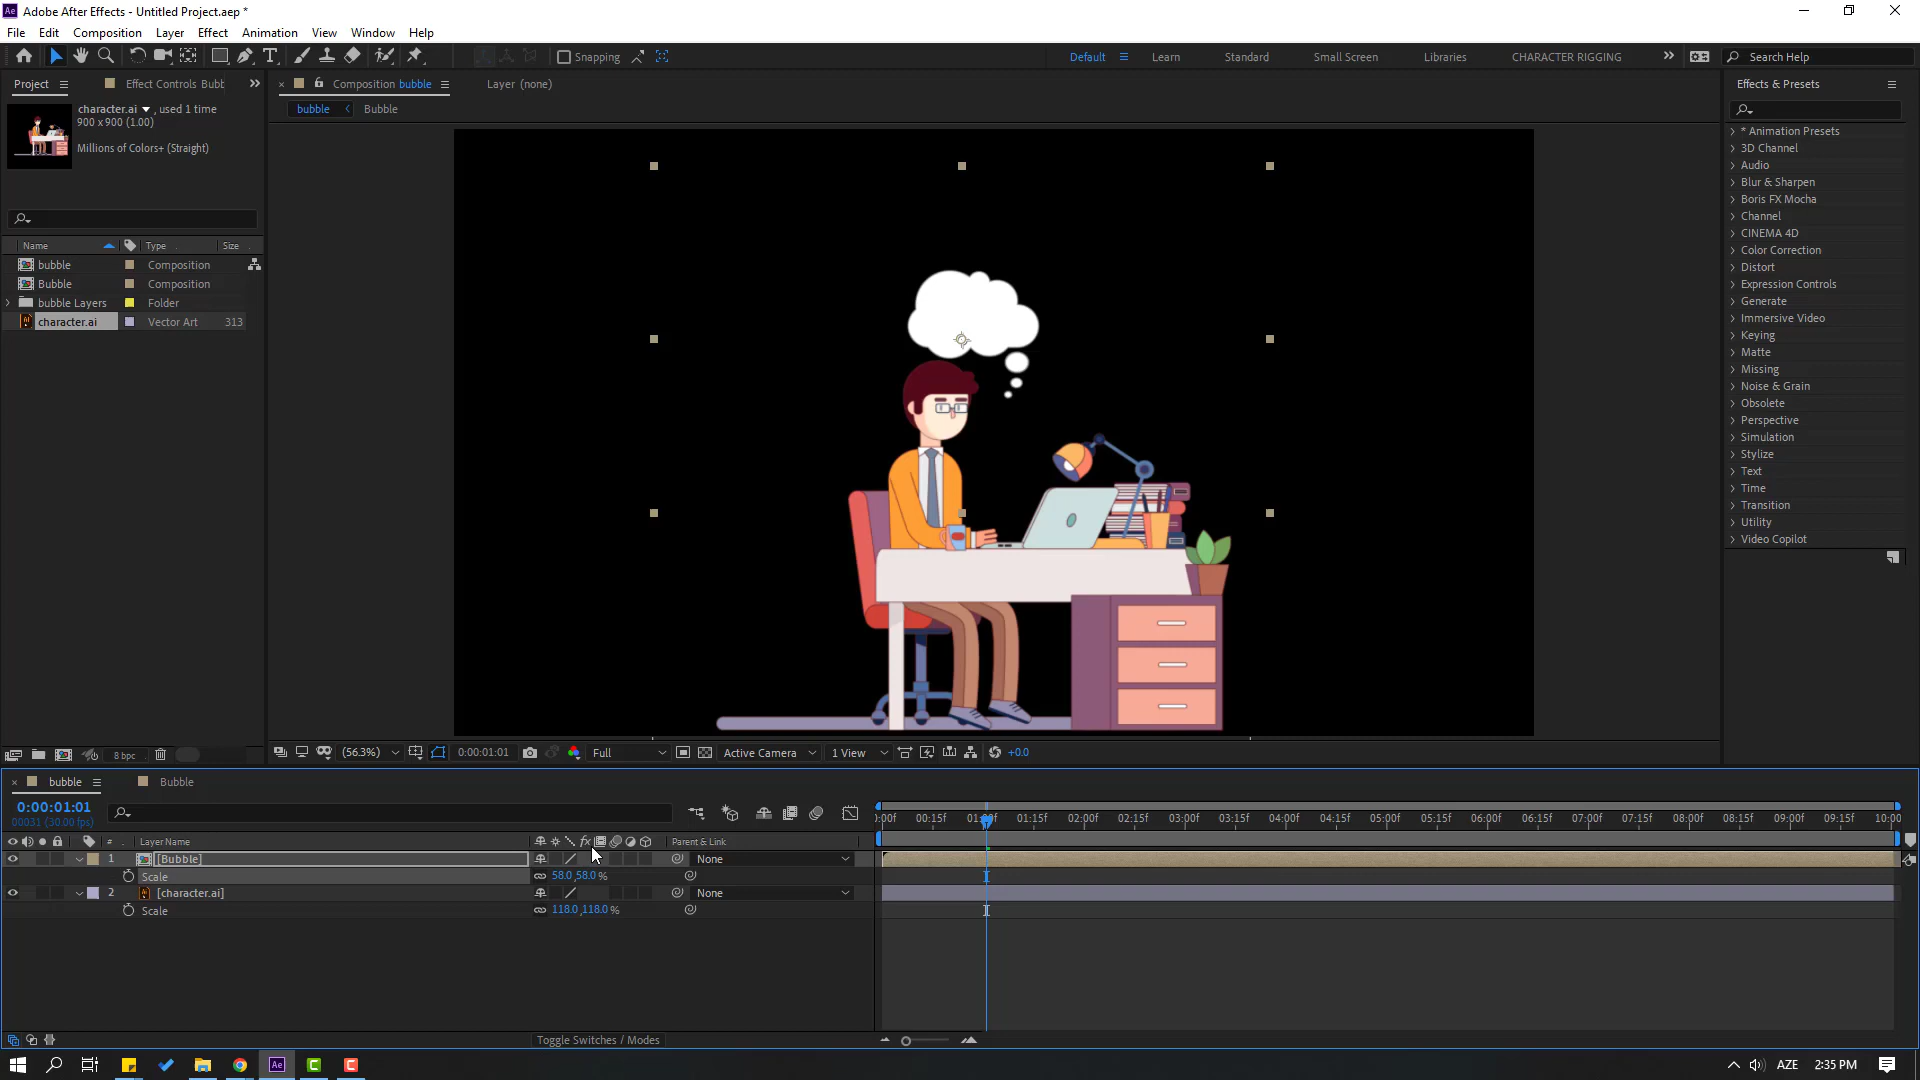 Adobe After Effects - Untitled Project.aep *
File Edit Composition Layer Effect Animation View Window Help
Snapping
Default Learn Standard Small Screen Libraries CHARACTER RIGGING
Search Help
Project Effect Controls Bubb
Composition bubble
Layer (none)
Effects & Presets
character.ai , used 1 time
900 x 900 (1.00)
Millions of Colors+ (Straight)
bubble Bubble
Name Type Size
bubble Composition
Bubble Composition
bubble Layers Folder
character.ai Vector Art 313
* Animation Presets
3D Channel
Audio
Blur & Sharpen
Boris FX Mocha
Channel
CINEMA 4D
Color Correction
Distort
Expression Controls
Generate
Immersive Video
Keying
Matte
Missing
Noise & Grain
Obsolete
Perspective
Simulation
Stylize
Text
Time
Transition
Utility
Video Copilot
8 bpc
(56.3%) 0:00:01:01 Full Active Camera 1 View +0.0
bubble Bubble
0:00:01:01
00031 (30.00 fps)
:00f 00:15f 01:00f 01:15f 02:00f 02:15f 03:00f 03:15f 04:00f 04:15f 05:00f 05:15f 06:00f 06:15f 07:00f 07:15f 08:00f 08:15f 09:00f 09:15f 10:00
# Layer Name fx Parent & Link
1 [Bubble] None
Scale 58.0,58.0 %
2 [character.ai] None
Scale 118.0,118.0 %
Toggle Switches / Modes
Ae AZE 2:35 PM